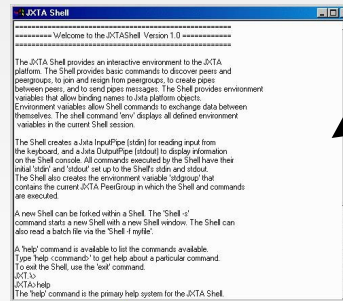 JXTA Shell
=============================================
========= Welcome to the JXTAShell Version 1.0 ==============
=============================================
The JXTA Shell provides an interactive environment to the JXTA
platform. The Shell provides basic commands to discover peers and
peergroups, to join and resign from peergroups, to create pipes
between peers, and to send pipes messages. The Shell provides environment
variables that allow binding names to Jxta platform objects.
Environment variables allow Shell commands to exchange data between
themselves. The shell command 'env' displays all defined environment
variables in the current Shell session.
The Shell creates a Jxta InputPipe (stdin) for reading input from
the keyboard, and a Jxta OutputPipe (stdout) to display information
on the Shell console. All commands executed by the Shell have their
initial 'stdin' and 'stdout' set up to the Shell's stdin and stdout.
The Shell also creates the environment variable 'stdgroup' that
contains the current JXTA PeerGroup in which the Shell and commands
are executed.
A new Shell can be forked within a Shell. The 'Shell -s'
command starts a new Shell with a new Shell window. The Shell can
also read a batch file via the 'Shell -f myfile'.
A 'help' command is available to list the commands available.
Type 'help <command>' to get help about a particular command.
To exit the Shell, use the 'exit' command.
JXTA>help
The 'help' command is the primary help system for the JXTA Shell.